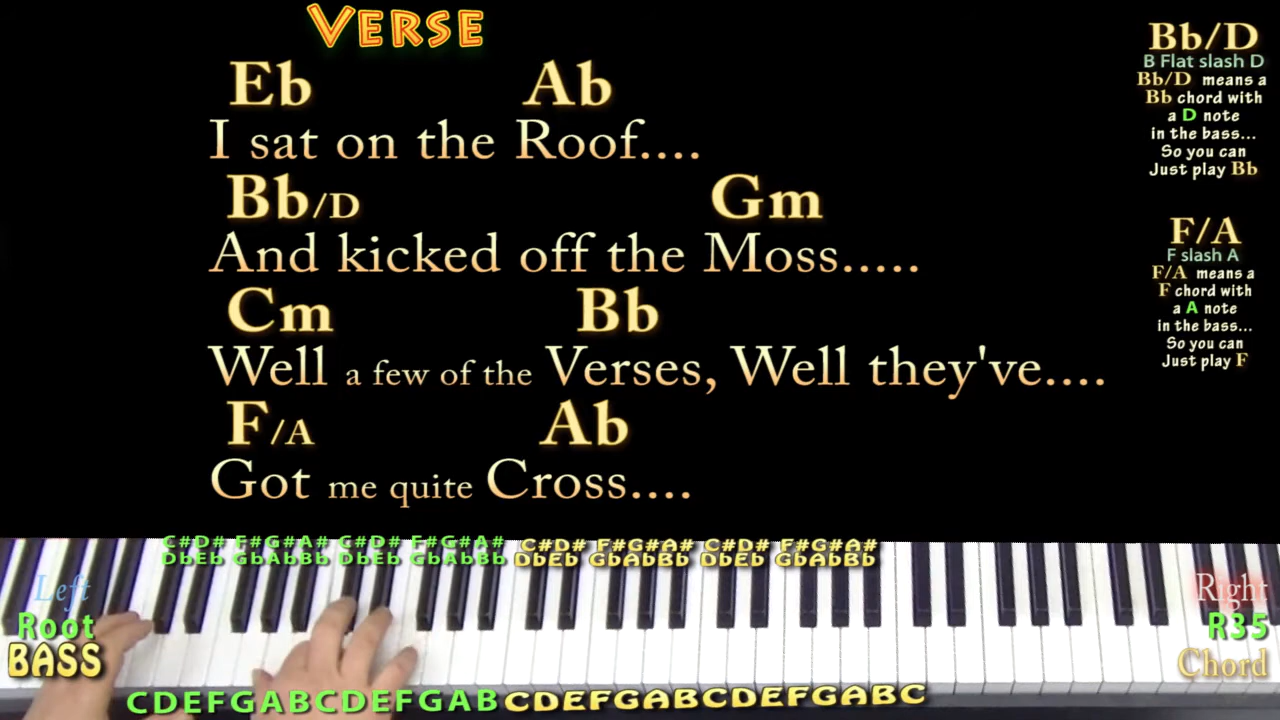 VERSE
Eb Ab
I sat on the Roof....
Bb/D Gm
And kicked off the Moss.....
Cm Bb
Well a few of the Verses, Well they've....
F/A Ab
Got me quite Cross....
Bb/D
B Flat slash D
Bb/D means a
Bb chord with
a D note
in the bass...
So you can
Just play Bb
F/A
F slash A
F/A means a
F chord with
a A note
in the bass...
So you can
Just play F
C#D# F#G#A# C#D# F#G#A# C#D# F#G#A# C#D# F#G#A#
DbEb GbAbBb DbEb GbAbBb DbEb GbAbBb DbEb GbAbBb
Left
Root
BASS
Right
R35
Chord
CDEFGABCDEFGAB CDEFGABCDEFGABC